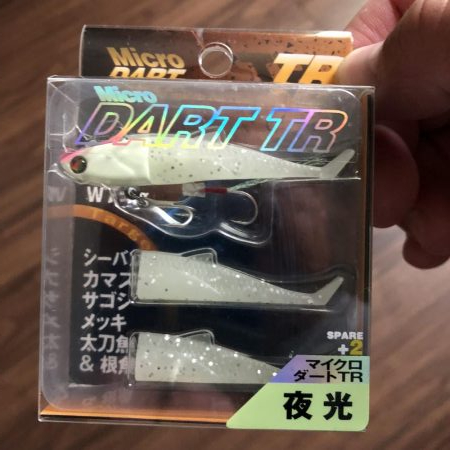 Micro
DART
TR
Micro
DART TR
W
シーバ
カマス
サゴシ
メッキ
太刀魚
& 根魚
SPARE
+2
マイクロ
ダートTR
夜光